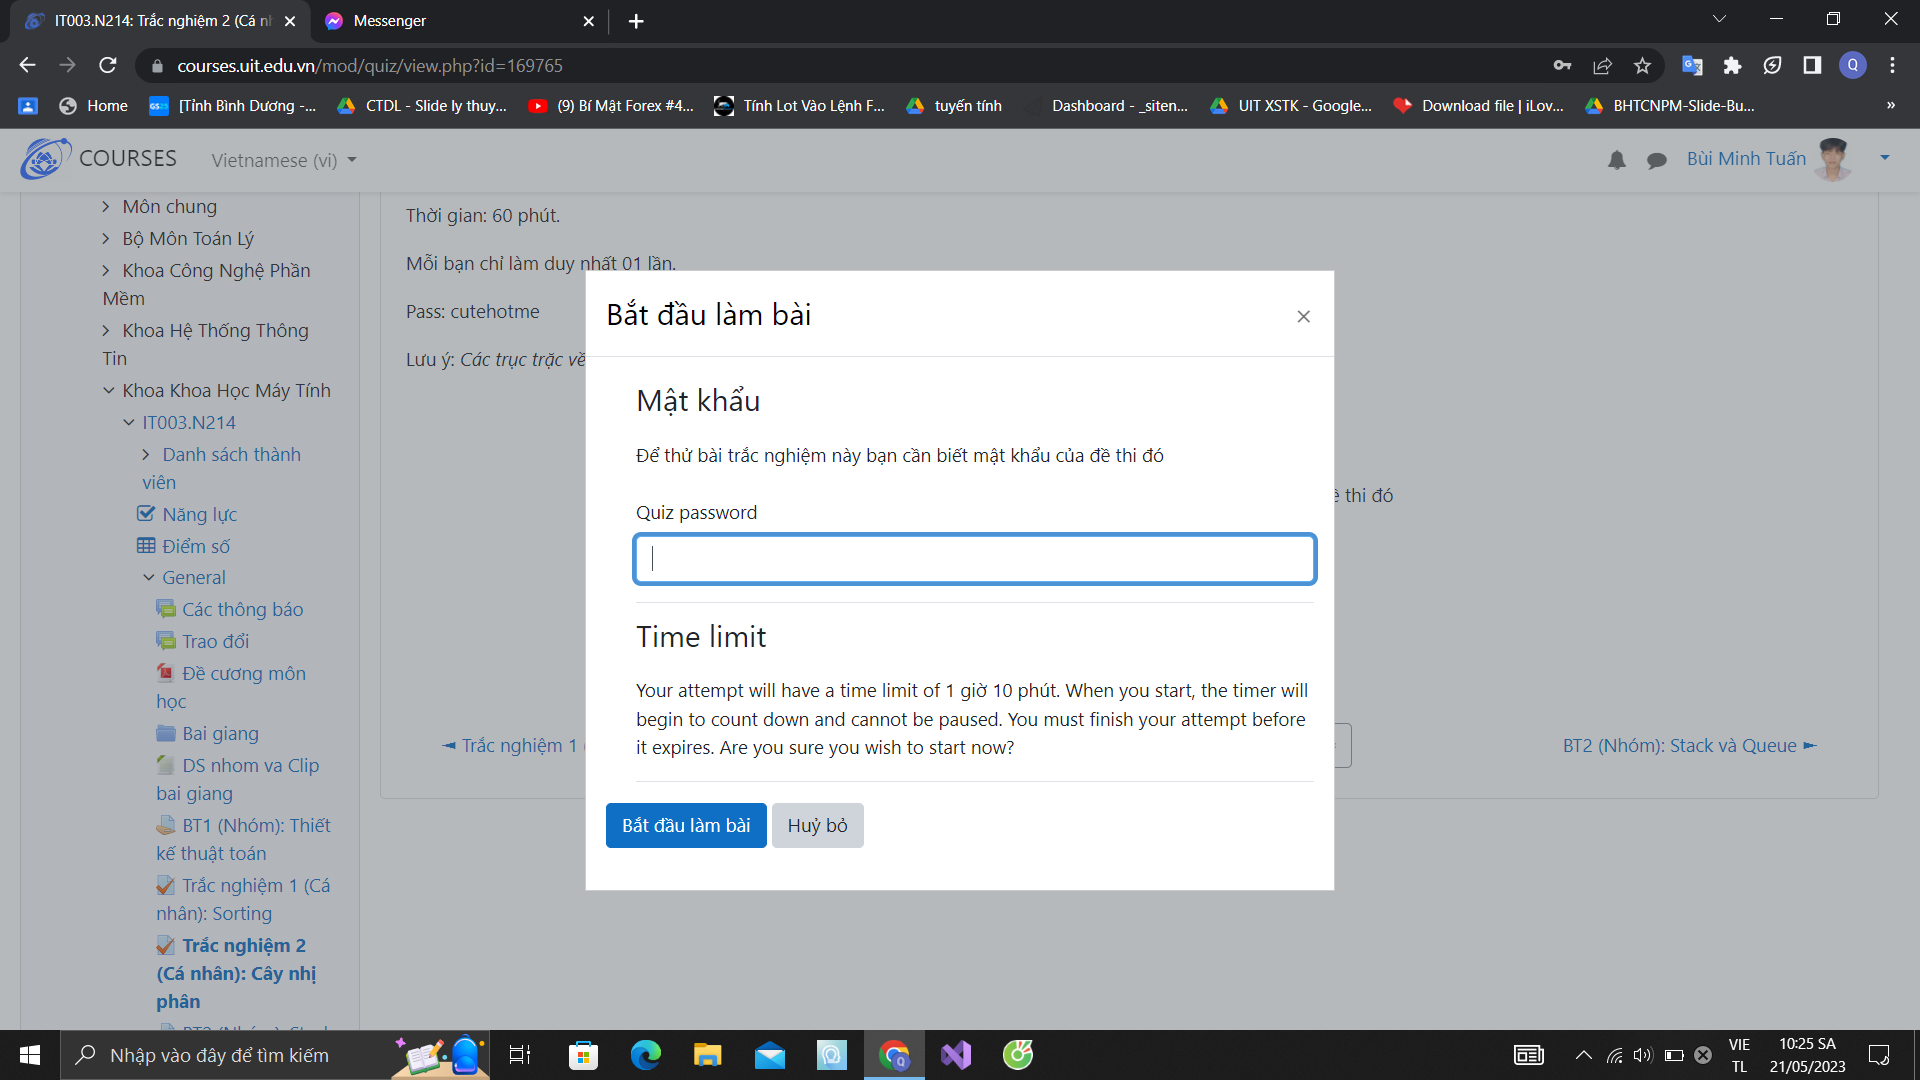 IT003.N214: Trắc nghiệm 2 (Cá nh
Messenger
courses.uit.edu.vn/mod/quiz/view.php?id=169765
Q
Home
GS25
[Tỉnh Bình Dương -...
CTDL - Slide ly thuy...
(9) Bí Mật Forex #4...
Tính Lot Vào Lệnh F...
tuyến tính
Dashboard - _siten...
UIT XSTK - Google...
Download file | iLov...
BHTCNPM-Slide-Bu...
»
COURSES
Vietnamese (vi)
Bùi Minh Tuấn
Môn chung
Bộ Môn Toán Lý
Khoa Công Nghệ Phần
Mềm
Khoa Hệ Thống Thông
Tin
Khoa Khoa Học Máy Tính
IT003.N214
Danh sách thành
viên
Năng lực
Điểm số
General
Các thông báo
Trao đổi
Đề cương môn
học
Bai giang
DS nhom va Clip
bai giang
BT1 (Nhóm): Thiết
kế thuật toán
Trắc nghiệm 1 (Cá
nhân): Sorting
Trắc nghiệm 2
(Cá nhân): Cây nhị
phân
Thời gian: 60 phút.
Mỗi bạn chỉ làm duy nhất 01 lần.
Pass: cutehotme
Lưu ý: Các trục trặc về
ề thi đó
◄ Trắc nghiệm 1 (
BT2 (Nhóm): Stack và Queue ►
Bắt đầu làm bài
×
Mật khẩu
Để thử bài trắc nghiệm này bạn cần biết mật khẩu của đề thi đó
Quiz password
Time limit
Your attempt will have a time limit of 1 giờ 10 phút. When you start, the timer will
begin to count down and cannot be paused. You must finish your attempt before
it expires. Are you sure you wish to start now?
Bắt đầu làm bài
Huỷ bỏ
Nhập vào đây để tìm kiếm
VIE
TL
10:25 SA
21/05/2023